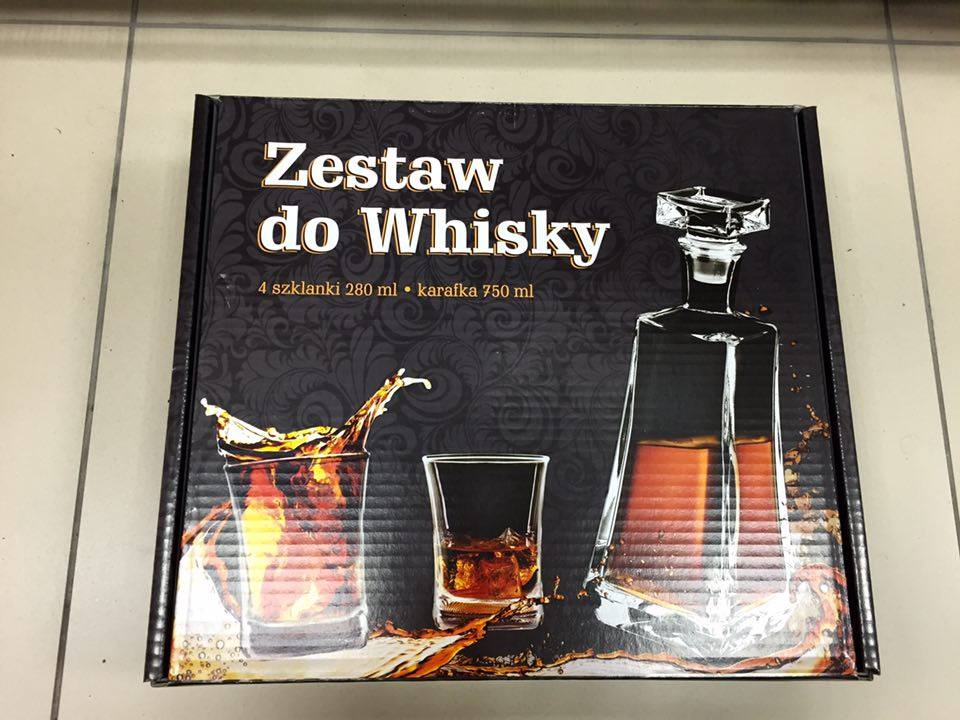 Zestaw
do Whisky
4 szklanki 280 ml • karafka 750 ml